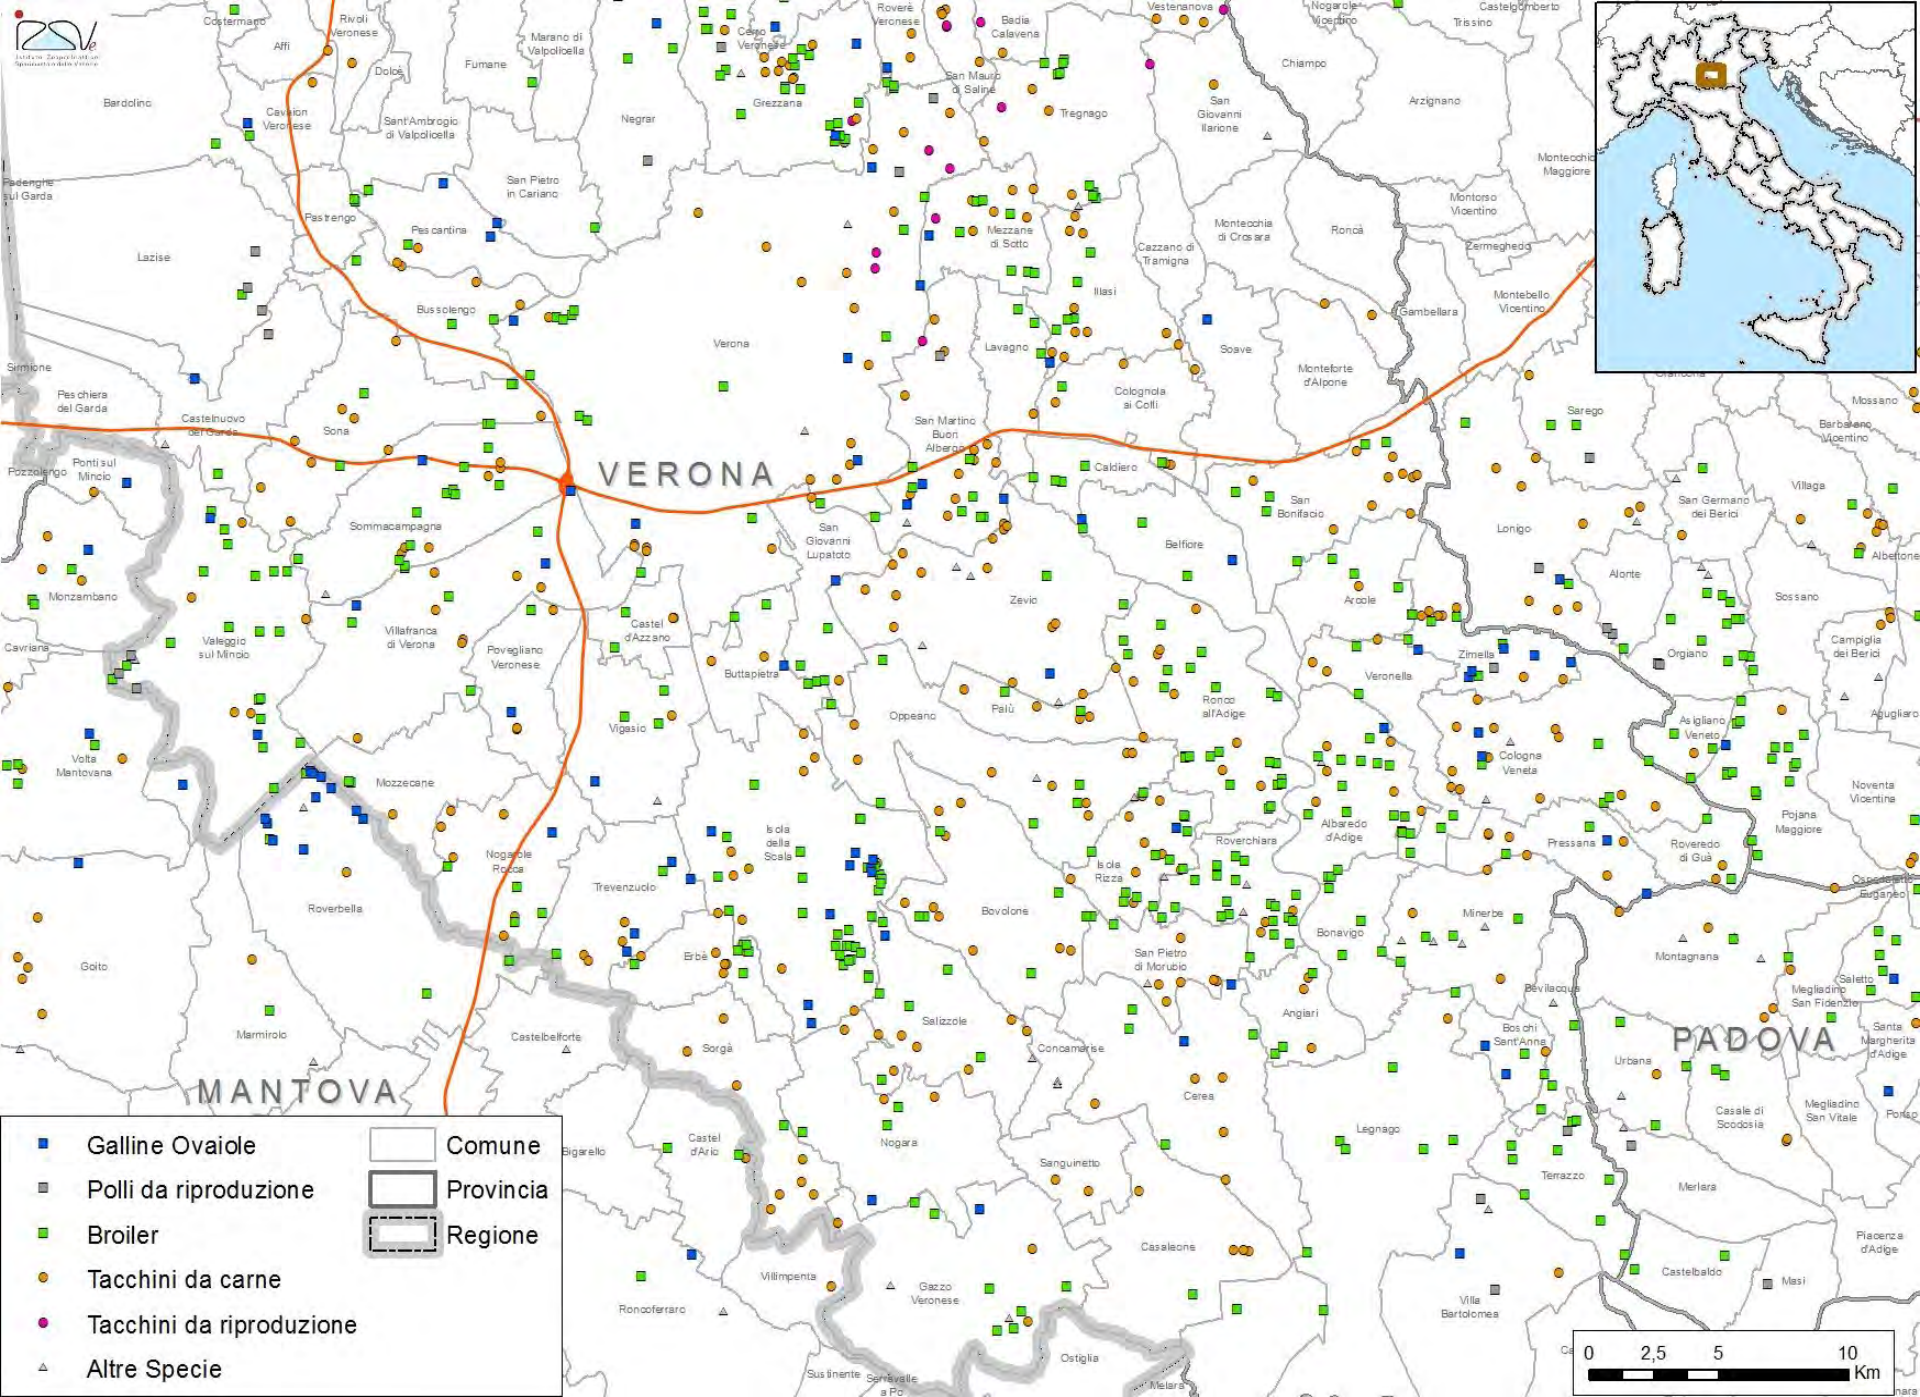 Costermano
Rivoli
Veronese
Affi
Marano di
Valpolicella
Dolcè
Fumane
Cerro
Veronese
Roverè
Veronese
Badia
Calavena
Vestenanova
Nogarole
Vicentino
Trissino
Castelgomberto
Chiampo
Bardolino
Cavaion
Veronese
Sant'Ambrogio
di Valpolicella
Negrar
Grezzana
San Mauro
di Saline
Tregnago
San
Giovanni
Ilarione
Arzignano
Montecchio
Maggiore
Padenghe
sul Garda
San Pietro
in Cariano
Pastrengo
Pescantina
Mezzane
di Sotto
Cazzano di
Tramigna
Montecchia
di Crosara
Roncà
Montorso
Vicentino
Zermeghedo
Lazise
Bussolengo
Illasi
Montebello
Vicentino
Gambellara
Verona
Lavagno
Soave
Monteforte
d'Alpone
Sirmione
Peschiera
del Garda
Castelnuovo
del Garda
Sona
San Martino
Buon
Albergo
Colognola
ai Colli
Sarego
Mossano
Barbarano
Vicentino
Pozzolengo
Ponti sul
Mincio
VERONA
Caldiero
San
Bonifacio
Lonigo
San Germano
dei Berici
Villaga
Sommacampagna
San
Giovanni
Lupatoto
Belfiore
Albettone
Monzambano
Zevio
Arcole
Alonte
Sossano
Cavriana
Valeggio
sul Mincio
Villafranca
di Verona
Povegliano
Veronese
Castel
d'Azzano
Buttapietra
Veronella
Zimella
Orgiano
Campiglia
dei Berici
Vigasio
Oppeano
Palù
Ronco
all'Adige
Asigliano
Veneto
Agugliaro
Volta
Mantovana
Mozzecane
Cologna
Veneta
Noventa
Vicentina
Isola
della
Scala
Isola
Rizza
Roverchiara
Albaredo
d'Adige
Pressana
Roveredo
di Guà
Pojana
Maggiore
Nogarole
Rocca
Trevenzuolo
Roverbella
Bovolone
Minerbe
Ospedaletto
Euganeo
Goito
Erbè
San Pietro
di Morubio
Bonavigo
Montagnana
Bevilacqua
Saletto
Megliadino
San Fidenzio
Marmirolo
Castelbelforte
Sorgà
Salizzole
Concamarise
Angiari
Boschi
Sant'Anna
Urbana
PADOVA
Santa
Margherita
d'Adige
MANTOVA
Cerea
Casale di
Scodosia
Megliadino
San Vitale
Galline Ovaiole
Polli da riproduzione
Broiler
Tacchini da carne
Tacchini da riproduzione
Altre Specie
Comune
Provincia
Regione
Bigarello
Castel
d'Ario
Nogara
Sanguinetto
Legnago
Terrazzo
Merlara
Villimpenta
Casaleone
Castelbaldo
Piacenza
d'Adige
Masi
Roncoferraro
Gazzo
Veronese
Villa
Bartolomea
Sustinente
Serravalle
a Po
Ostiglia
Melara
0 2,5 5 10
Km